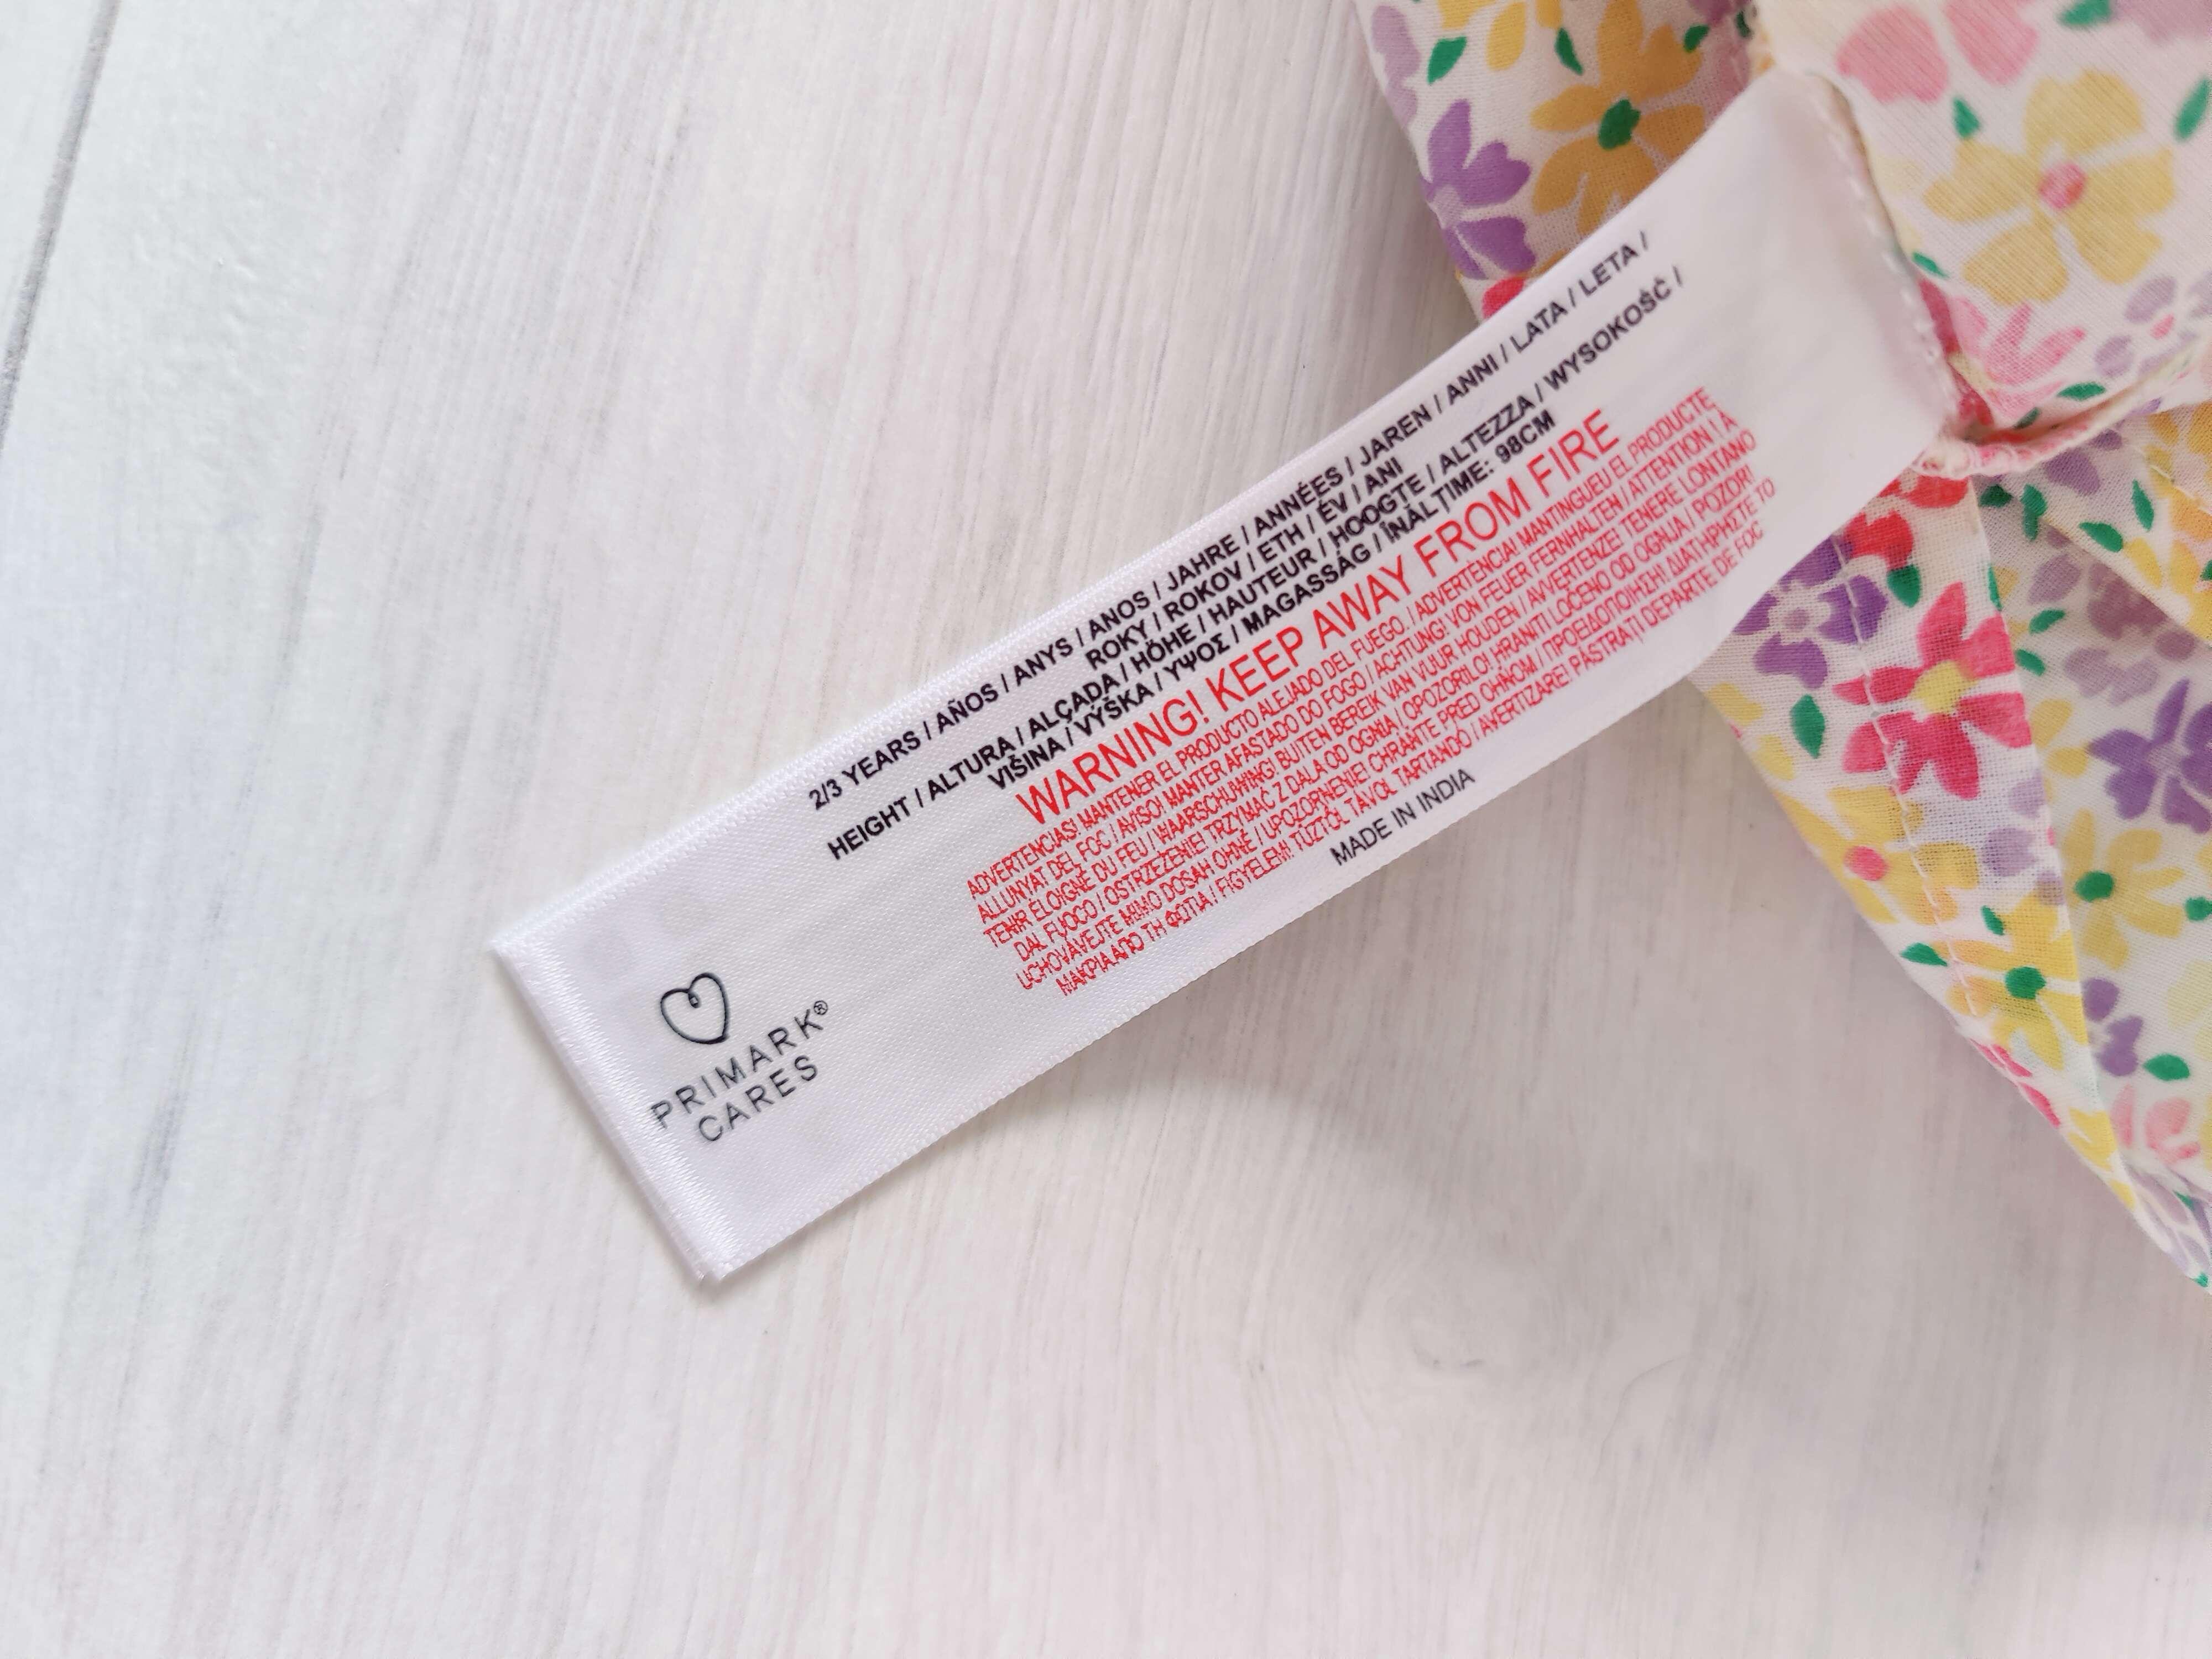 2/3 YEARS / AÑOS / ANYS / ANOS / JAHRE / ANNÉES / JAREN / ANNI / LATA / LETA /
ROKY / ROKOV / ΕΤΗ / ÉV / ANI
HEIGHT / ALTURA / ALÇADA / HÖHE / HAUTEUR / HOOGTE / ALTEZZA / WYSOKOŚĆ /
VIŠINA / VÝŠKA / ΥΨΟΣ / MAGASSÁG / ÎNĂLȚIME: 98CM
WARNING! KEEP AWAY FROM FIRE
ADVERTENCIAS! MANTENER EL PRODUCTO ALEJADO DEL FUEGO. / ADVERTENCIA! MANTINGUEU EL PRODUCTE
ALLUNYAT DEL FOC / AVISO! MANTER AFASTADO DO FOGO / ACHTUNG! VON FEUER FERNHALTEN / ATTENTION ! À
TENIR ELOIGNÉ DU FEU / WAARSCHUWING! BUITEN BEREIK VAN VUUR HOUDEN / AVVERTENZE! TENERE LONTANO
DAL FUOCO / OSTRZEŻENIE! TRZYMAĆ Z DALA OD OGNIA / OPOZORILO! HRANITI LOČENO OD OGNJA / POZOR!
UCHOVÁVEJTE MIMO DOSAH OHNĚ / UPOZORNENIE! CHRÁŇTE PRED OHŇOM / ΠΡΟΕΙΔΟΠΟΙΗΣΗ! ΔΙΑΤΗΡΗΣΤΕ ΤΟ
ΜΑΚΡΙΑ ΑΠΟ ΤΗ ΦΩΤΙΑ / FIGYELEM! TŰZTŐL TÁVOL TARTANDÓ / AVERTIZARE! PĂSTRAȚI DEPARTE DE FOC
MADE IN INDIA
PRIMARK®
CARES